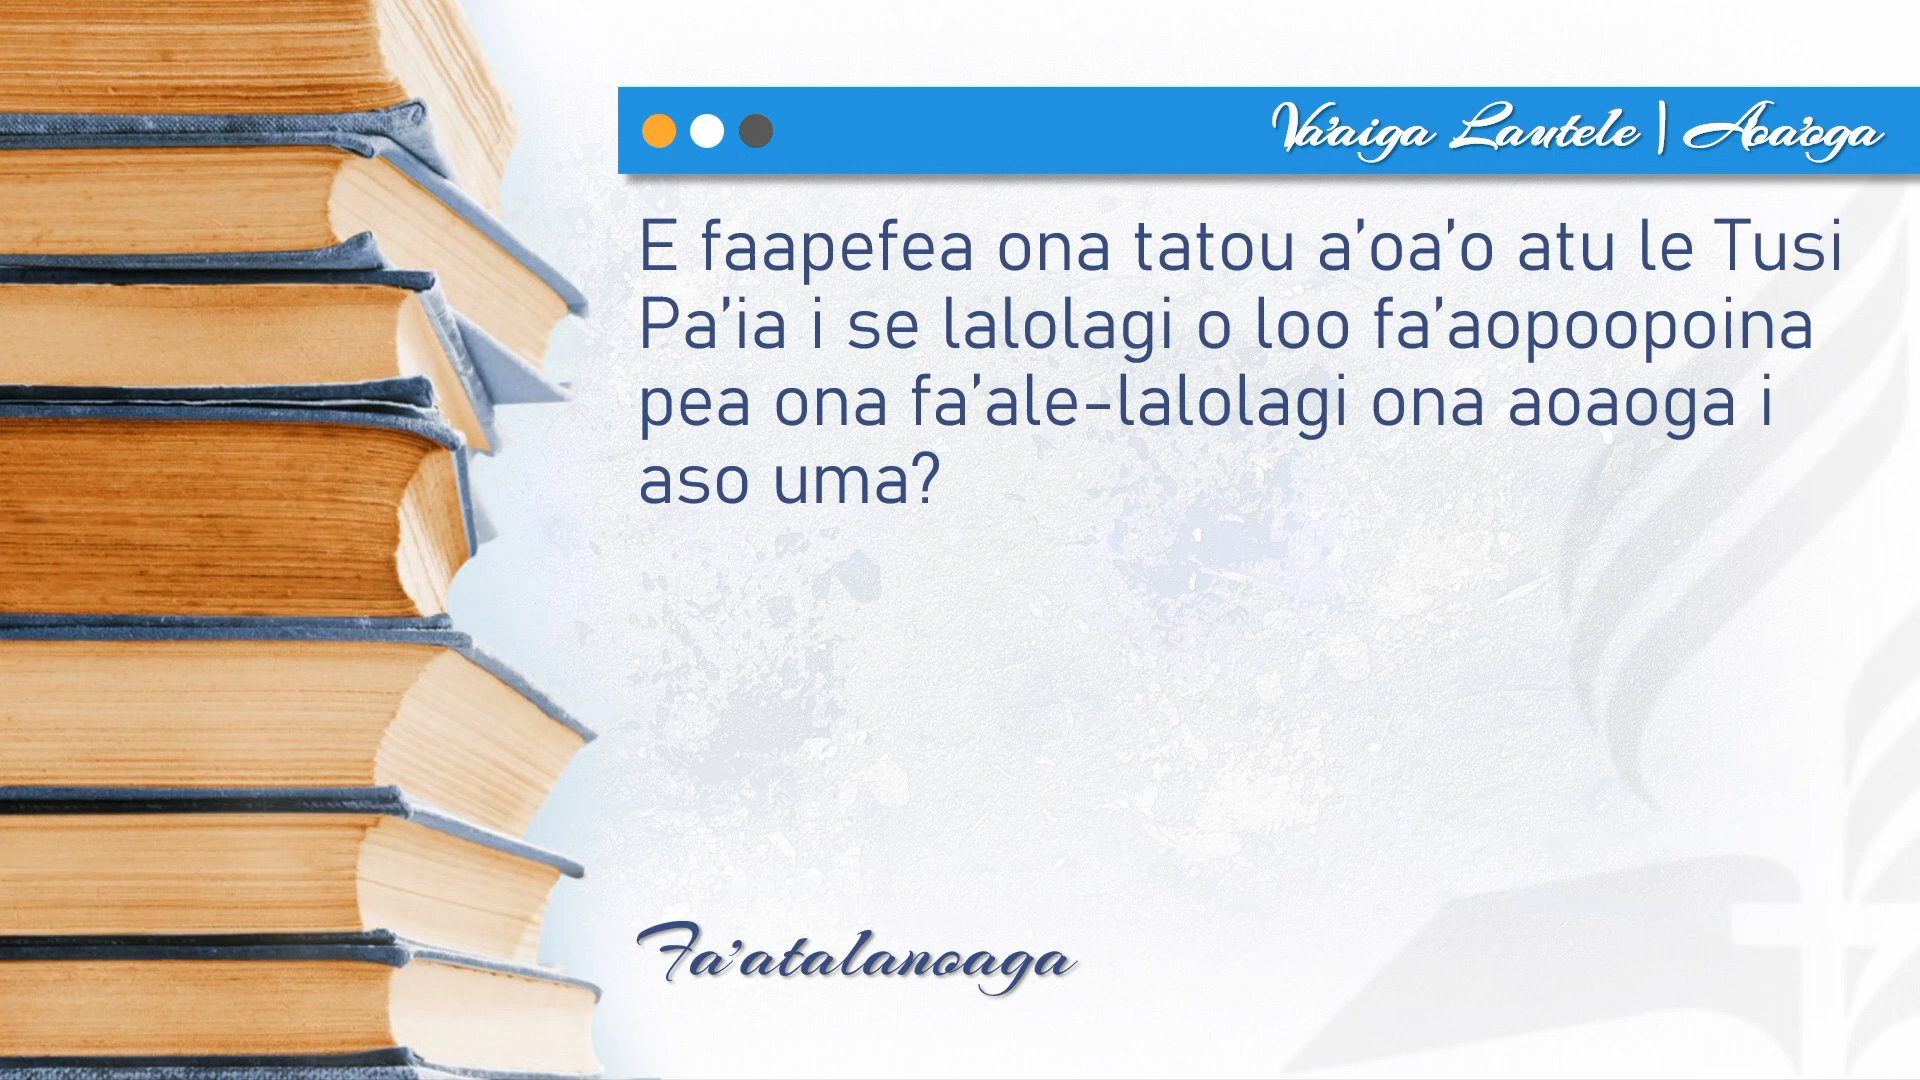 Va’aiga Lautele | Aoa’oga
E faapefea ona tatou a’oa’o atu le Tusi
Pa’ia i se lalolagi o loo fa’aopoopoina
pea ona fa’ale-lalolagi ona aoaoga i
aso uma?
Fa’atalanoaga